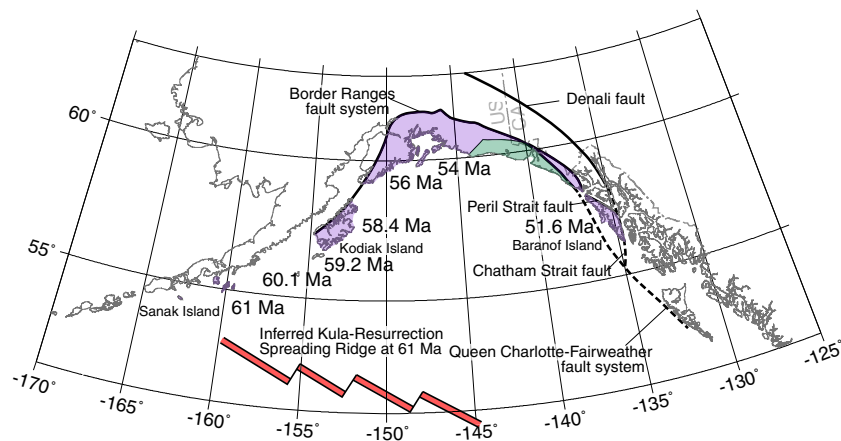 Border Ranges
fault system
Denali fault
US
CA
60°
54 Ma
56 Ma
Peril Strait fault
58.4 Ma
51.6 Ma
Kodiak Island
Baranof Island
55°
59.2 Ma
Chatham Strait fault
60.1 Ma
Sanak Island
61 Ma
Inferred Kula-Resurrection
Spreading Ridge at 61 Ma
Queen Charlotte-Fairweather
fault system
-170°
-165°
-160°
-155°
-150°
-145°
-140°
-135°
-130°
-125°